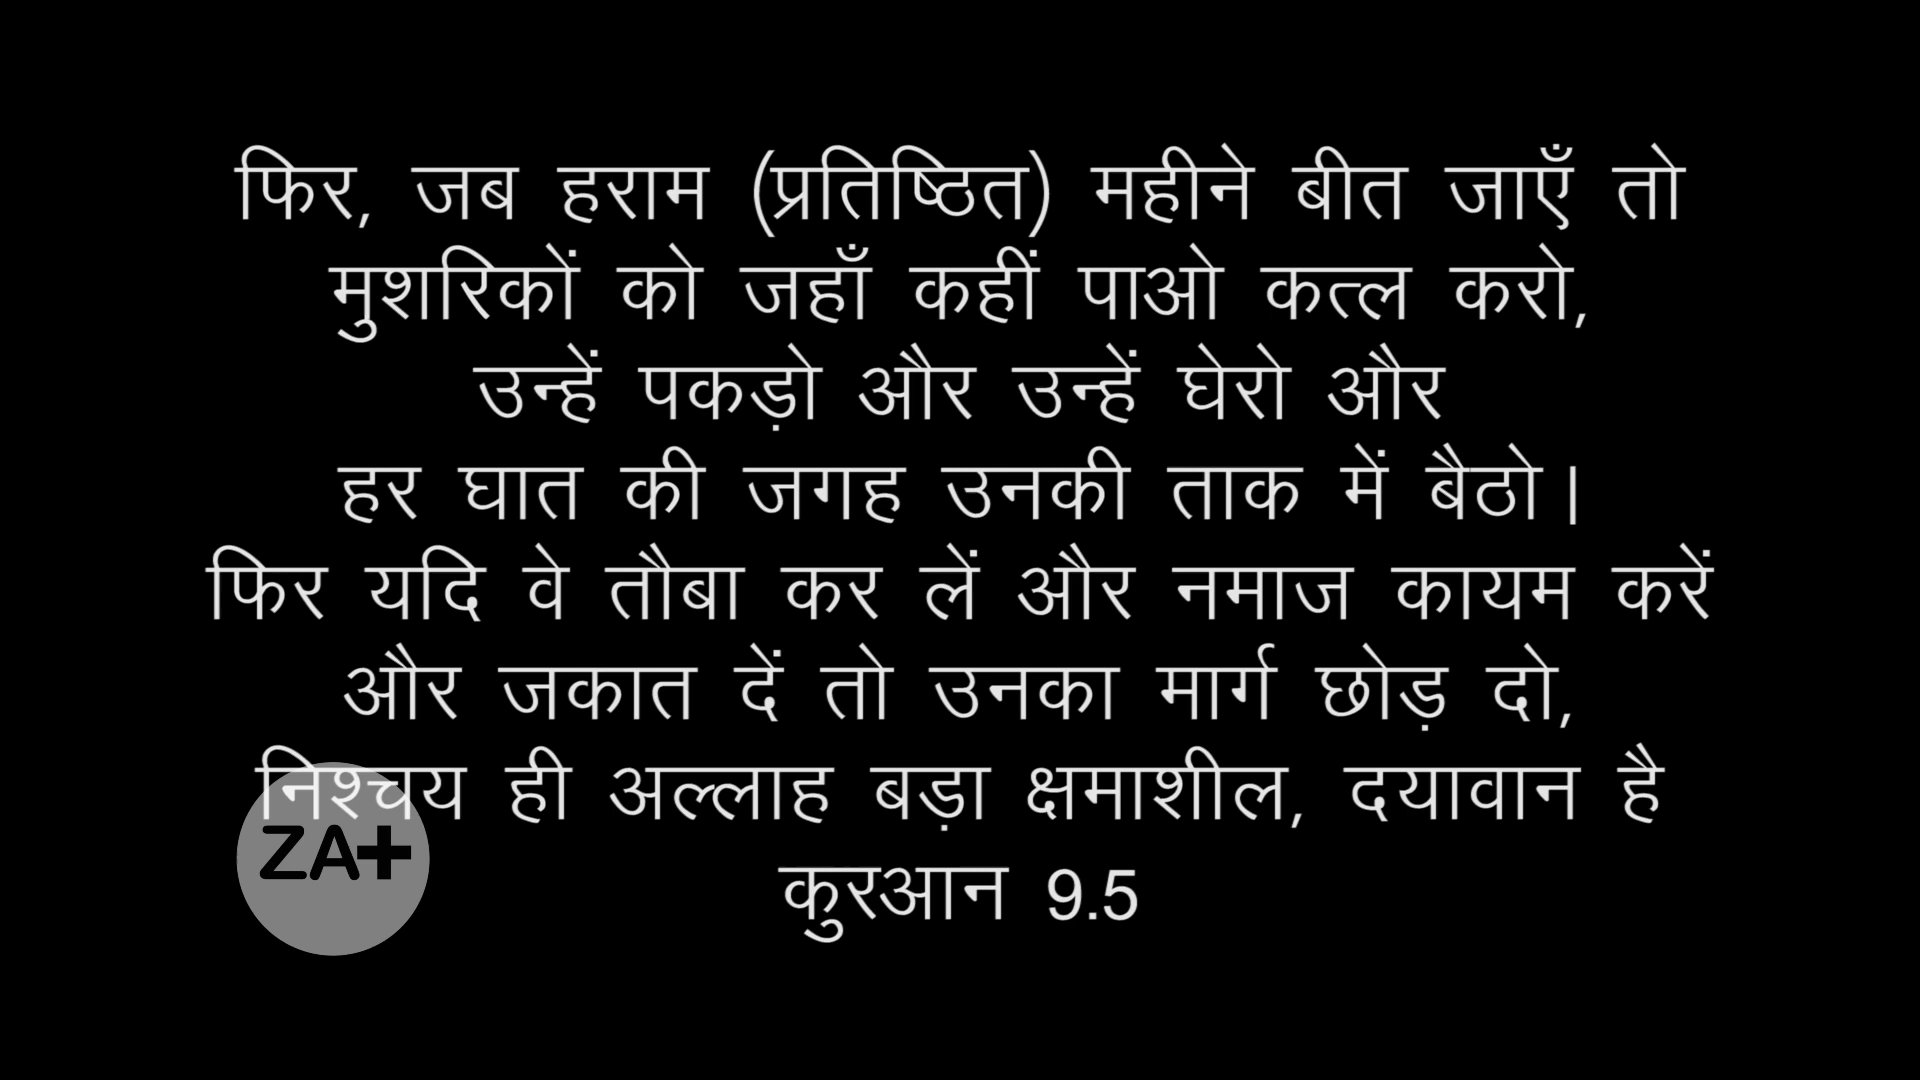 फिर, जब हराम (प्रतिष्ठित) महीने बीत जाएँ तो
मुशरिकों को जहाँ कहीं पाओ कत्ल करो,
उन्हें पकड़ो और उन्हें घेरो और
हर घात की जगह उनकी ताक में बैठो।
फिर यदि वे तौबा कर लें और नमाज कायम करें
और जकात दें तो उनका मार्ग छोड़ दो,
निश्चय ही अल्लाह बड़ा क्षमाशील, दयावान है
ZA+
कुरआन 9.5